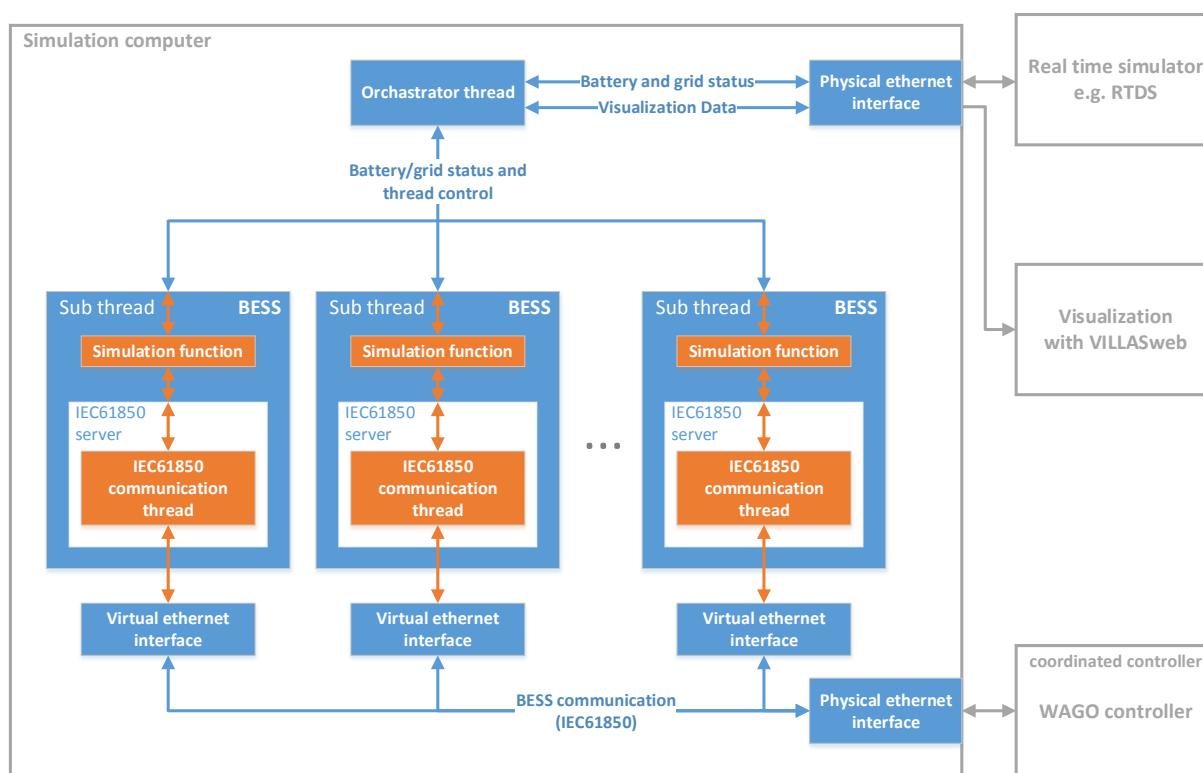 Simulation computer
Orchastrator thread
Battery and grid status
Visualization Data
Physical ethernet
interface
Real time simulator
e.g. RTDS
Battery/grid status and
thread control
Sub thread
BESS
Simulation function
IEC61850
server
IEC61850
communication
thread
Sub thread
BESS
Simulation function
IEC61850
server
IEC61850
communication
thread
...
Sub thread
BESS
Simulation function
IEC61850
server
IEC61850
communication
thread
Visualization
with VILLASweb
Virtual ethernet
interface
Virtual ethernet
interface
Virtual ethernet
interface
BESS communication
(IEC61850)
Physical ethernet
interface
coordinated controller
WAGO controller